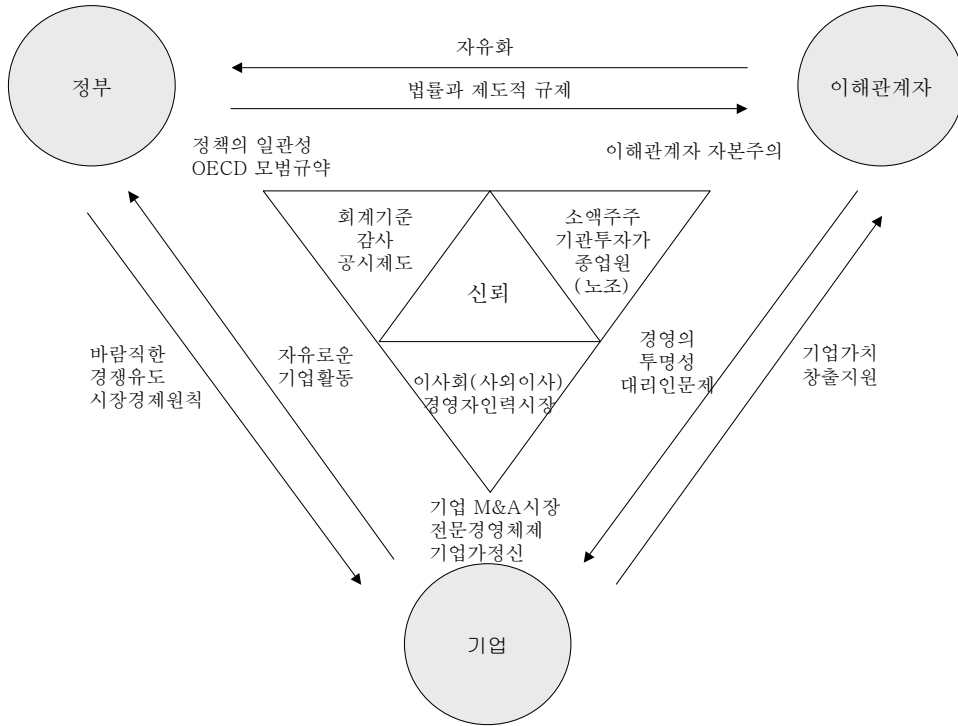 자유화
정부
이해관계자
법률과 제도적 규제
정책의 일관성
OECD 모범규약
이해관계자 자본주의
회계기준
감사
공시제도
소액주주
기관투자가
종업원
(노조)
신뢰
바람직한
경쟁유도
시장경제원칙
자유로운
기업활동
이사회(사외이사)
경영자인력시장
경영의
투명성
대리인문제
기업가치
창출지원
기업 M&A시장
전문경영체제
기업가정신
기업